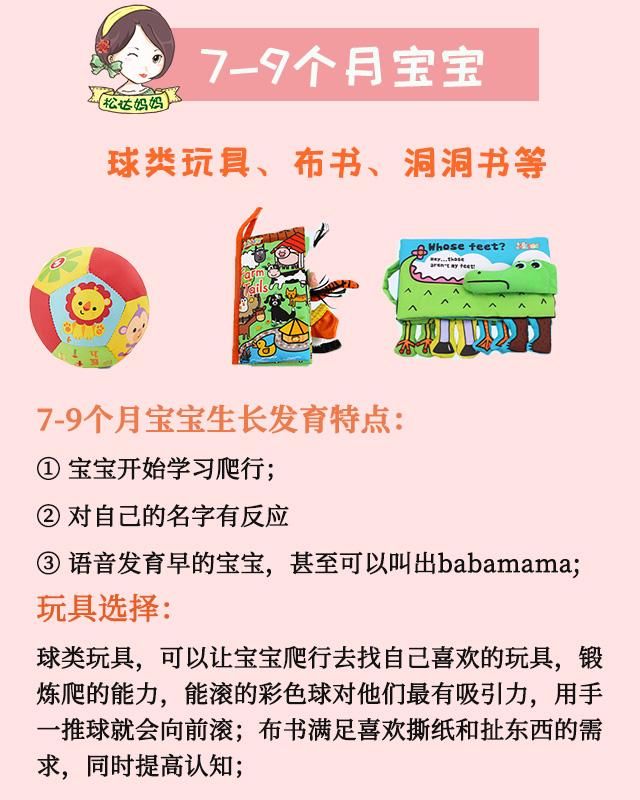 7-9个月宝宝
松达妈妈
球类玩具、布书、洞洞书等
Farm
Tails
Whose feet?
Hey,...those
aren't my feet!
7-9个月宝宝生长发育特点：
① 宝宝开始学习爬行；
② 对自己的名字有反应
③ 语音发育早的宝宝，甚至可以叫出babamama；
玩具选择：
球类玩具，可以让宝宝爬行去找自己喜欢的玩具，锻
炼爬的能力，能滚的彩色球对他们最有吸引力，用手
一推球就会向前滚；布书满足喜欢撕纸和扯东西的需
求，同时提高认知；